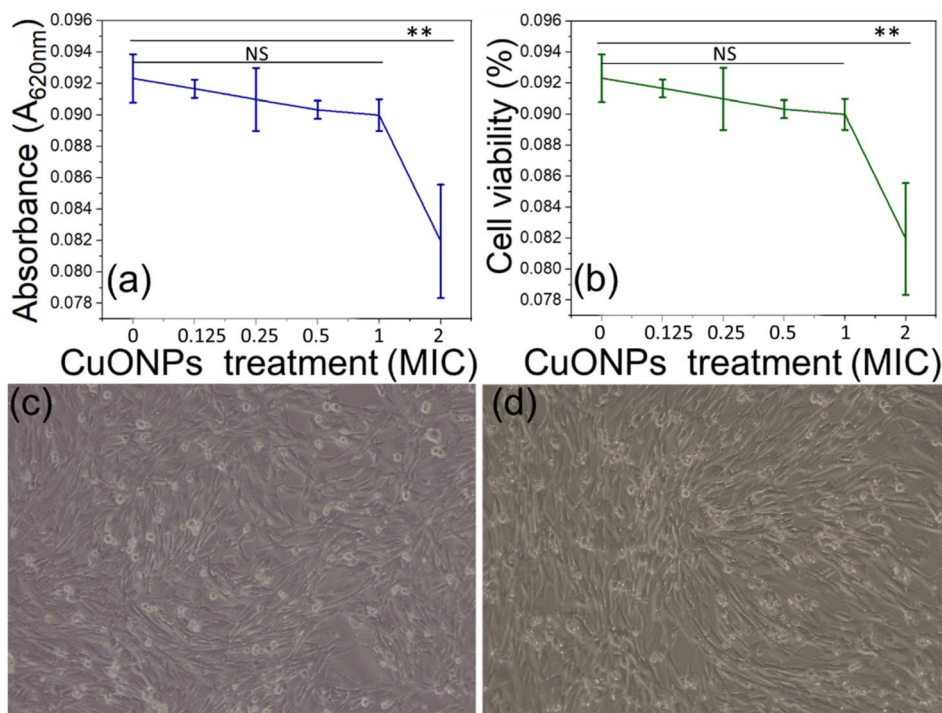 Absorbance (A620nm)
0.096
0.094
0.092
0.090
0.088
0.086
0.084
0.082
0.080
0.078
**
NS
(a)
0 0.125 0.25 0.5 1 2
CuONPs treatment (MIC)
Cell viability (%)
0.096
0.094
0.092
0.090
0.088
0.086
0.084
0.082
0.080
0.078
**
NS
(b)
0 0.125 0.25 0.5 1 2
CuONPs treatment (MIC)
(c)
(d)